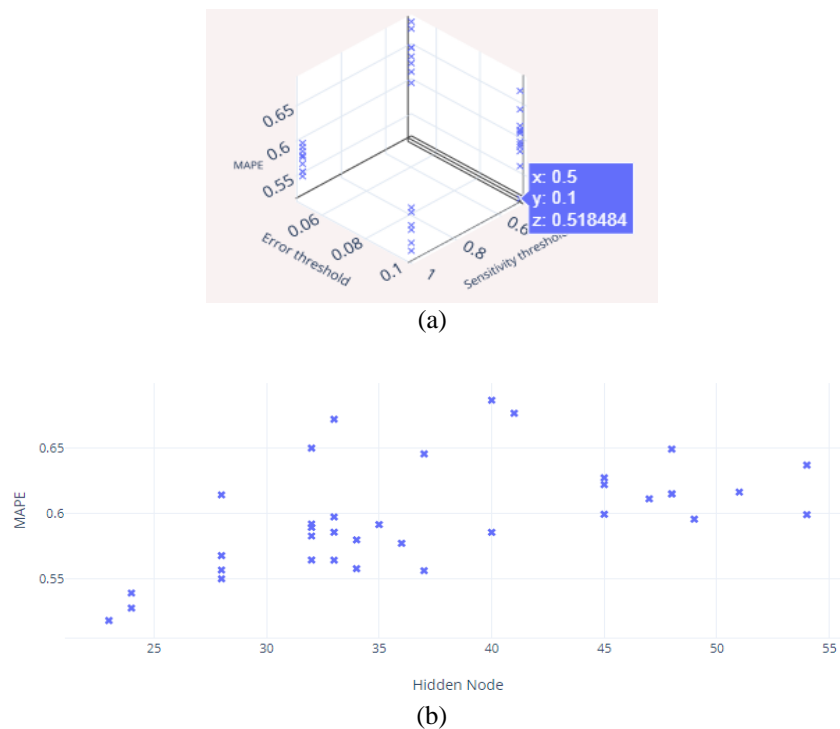 0.65
0.6
MAPE
0.55
0.06
0.08
0.1
Error threshold
1
0.8
0.6
Sensitivity threshold
x: 0.5
y: 0.1
z: 0.518484
(a)
0.65
0.6
0.55
MAPE
25 30 35 40 45 50 55
Hidden Node
(b)